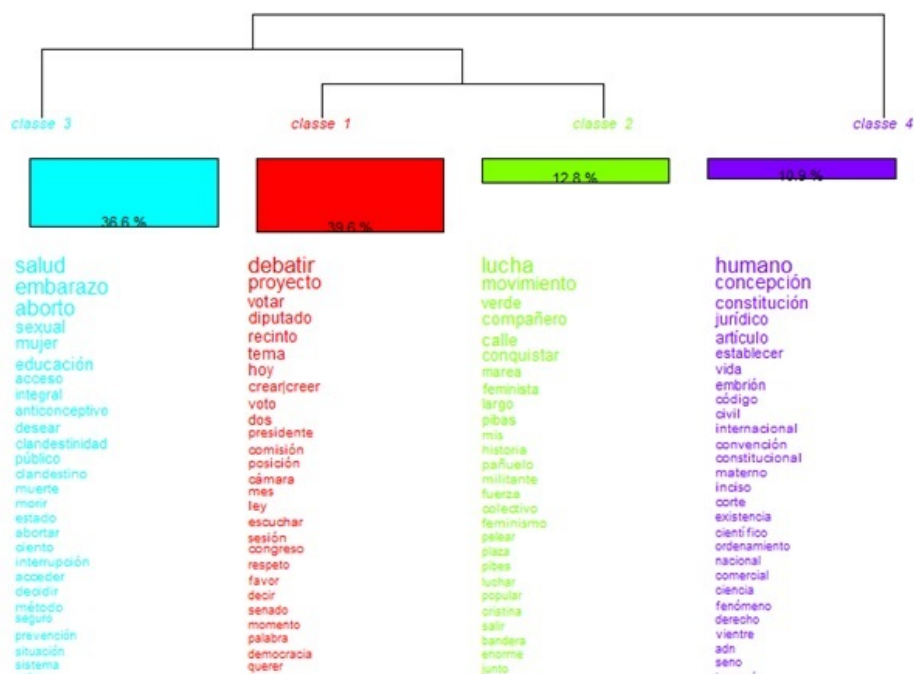 classe 3
classe 1
classe 2
classe 4
36.6 %
39.6 %
12.8 %
10.9 %
salud
embarazo
aborto
sexual
mujer
educación
acceso
integral
anticonceptivo
desear
clandestinidad
público
clandestino
muerte
morir
estado
abortar
ciento
interrupción
acceder
decidir
método
seguro
prevención
situación
sistema
debatir
proyecto
votar
diputado
recinto
tema
hoy
crear|creer
voto
dos
presidente
comisión
posición
cámara
mes
ley
escuchar
sesión
congreso
respeto
favor
decir
senado
momento
palabra
democracia
querer
lucha
movimiento
verde
compañero
calle
conquistar
marea
feminista
largo
pibas
mis
historia
pañuelo
militante
fuerza
colectivo
feminismo
pelear
plaza
pibes
luchar
popular
cristina
salir
bandera
enorme
junto
humano
concepción
constitución
jurídico
artículo
establecer
vida
embrión
código
civil
internacional
convención
constitucional
materno
inciso
corte
existencia
científico
ordenamiento
nacional
comercial
ciencia
fenómeno
derecho
vientre
adn
seno